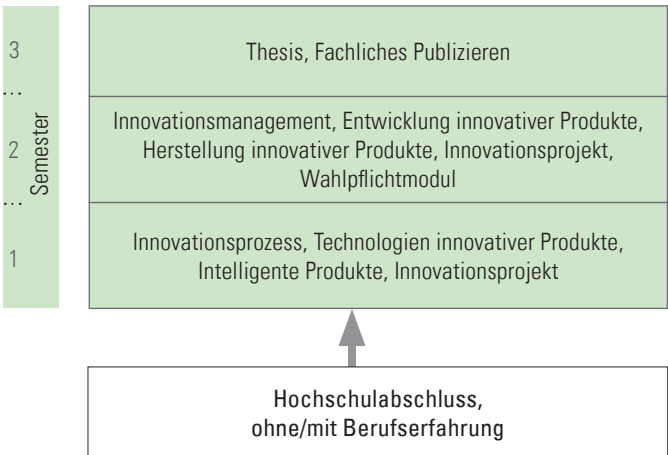 3
Thesis, Fachliches Publizieren
...
Semester
2
Innovationsmanagement, Entwicklung innovativer Produkte,
Herstellung innovativer Produkte, Innovationsprojekt,
Wahlpflichtmodul
...
1
Innovationsprozess, Technologien innovativer Produkte,
Intelligente Produkte, Innovationsprojekt
Hochschulabschluss,
ohne/mit Berufserfahrung